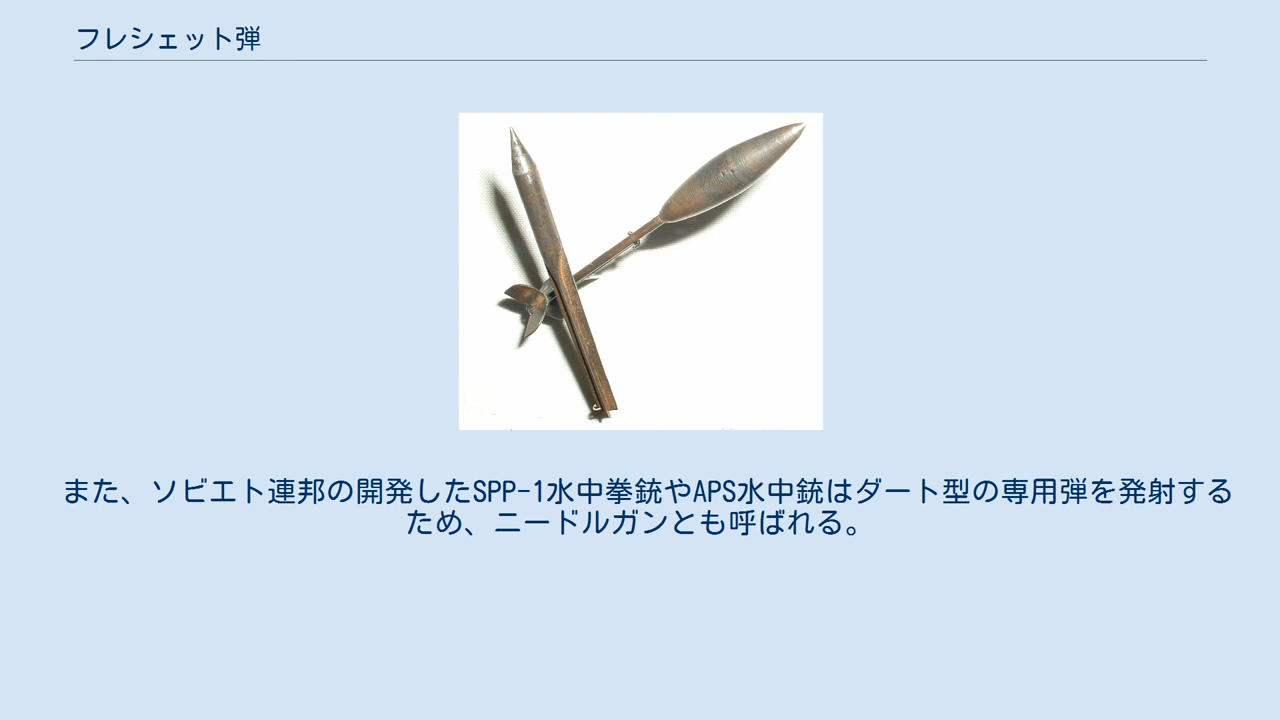 フレシェット弾
また、ソビエト連邦の開発したSPP-1水中拳銃やAPS水中銃はダート型の専用弾を発射する
ため、ニードルガンとも呼ばれる。